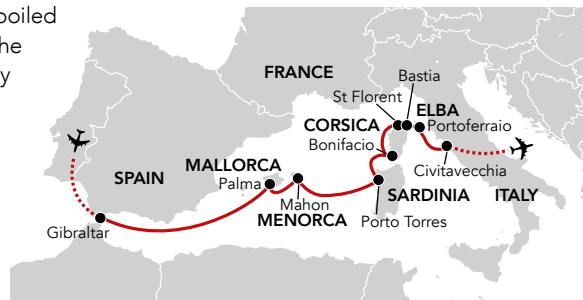 poiled
he
y
FRANCE
Bastia
St Florent
ELBA
CORSICA
Portoferraio
Bonifacio
Civitavecchia
MALLORCA
SPAIN
Palma
SARDINIA
ITALY
Mahon
MENORCA
Porto Torres
Gibraltar